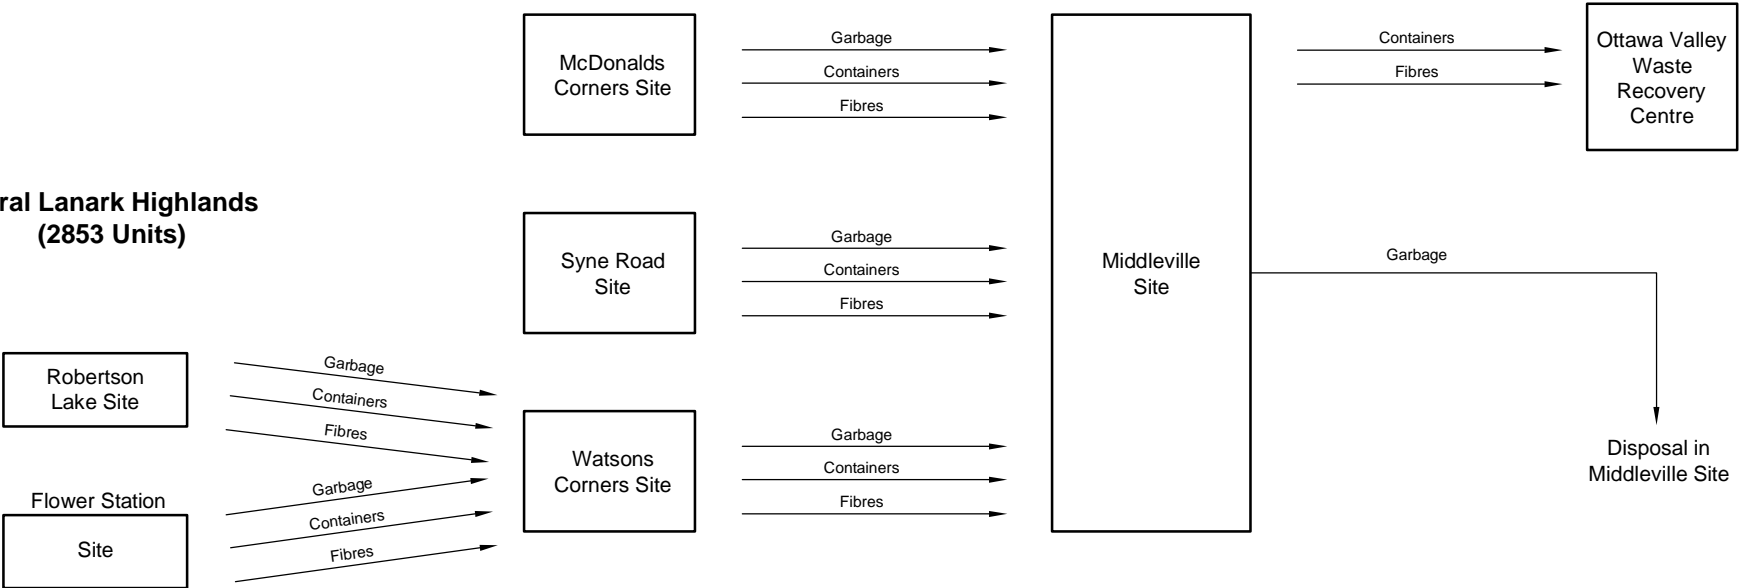 Garbage
Containers
Fibres
McDonalds
Corners Site
Containers
Fibres
Ottawa Valley
Waste
Recovery
Centre
ral Lanark Highlands
(2853 Units)
Syne Road
Site
Garbage
Containers
Fibres
Middleville
Site
Garbage
Robertson
Lake Site
Garbage
Containers
Fibres
Flower Station
Site
Garbage
Containers
Fibres
Watsons
Corners Site
Garbage
Containers
Fibres
Disposal in
Middleville Site